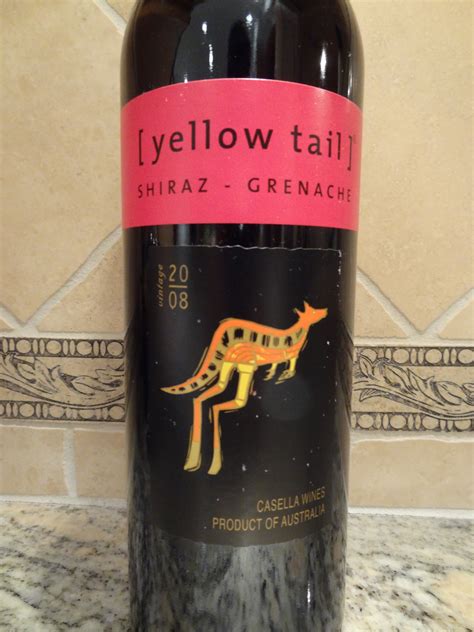 [ yellow tail ]®
SHIRAZ - GRENACHE
vintage
20
08
CASELLA WINES
PRODUCT OF AUSTRALIA